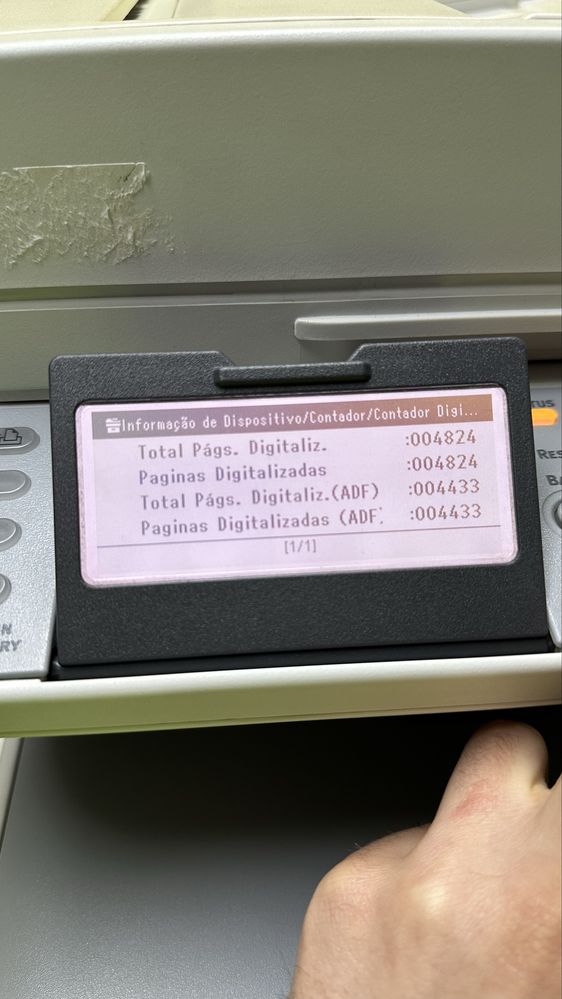 Informação de Dispositivo/Contador/Contador Digi...
Total Págs. Digitaliz. :004824
Paginas Digitalizadas :004824
Total Págs. Digitaliz.(ADF) :004433
Paginas Digitalizadas (ADF :004433
[1/1]